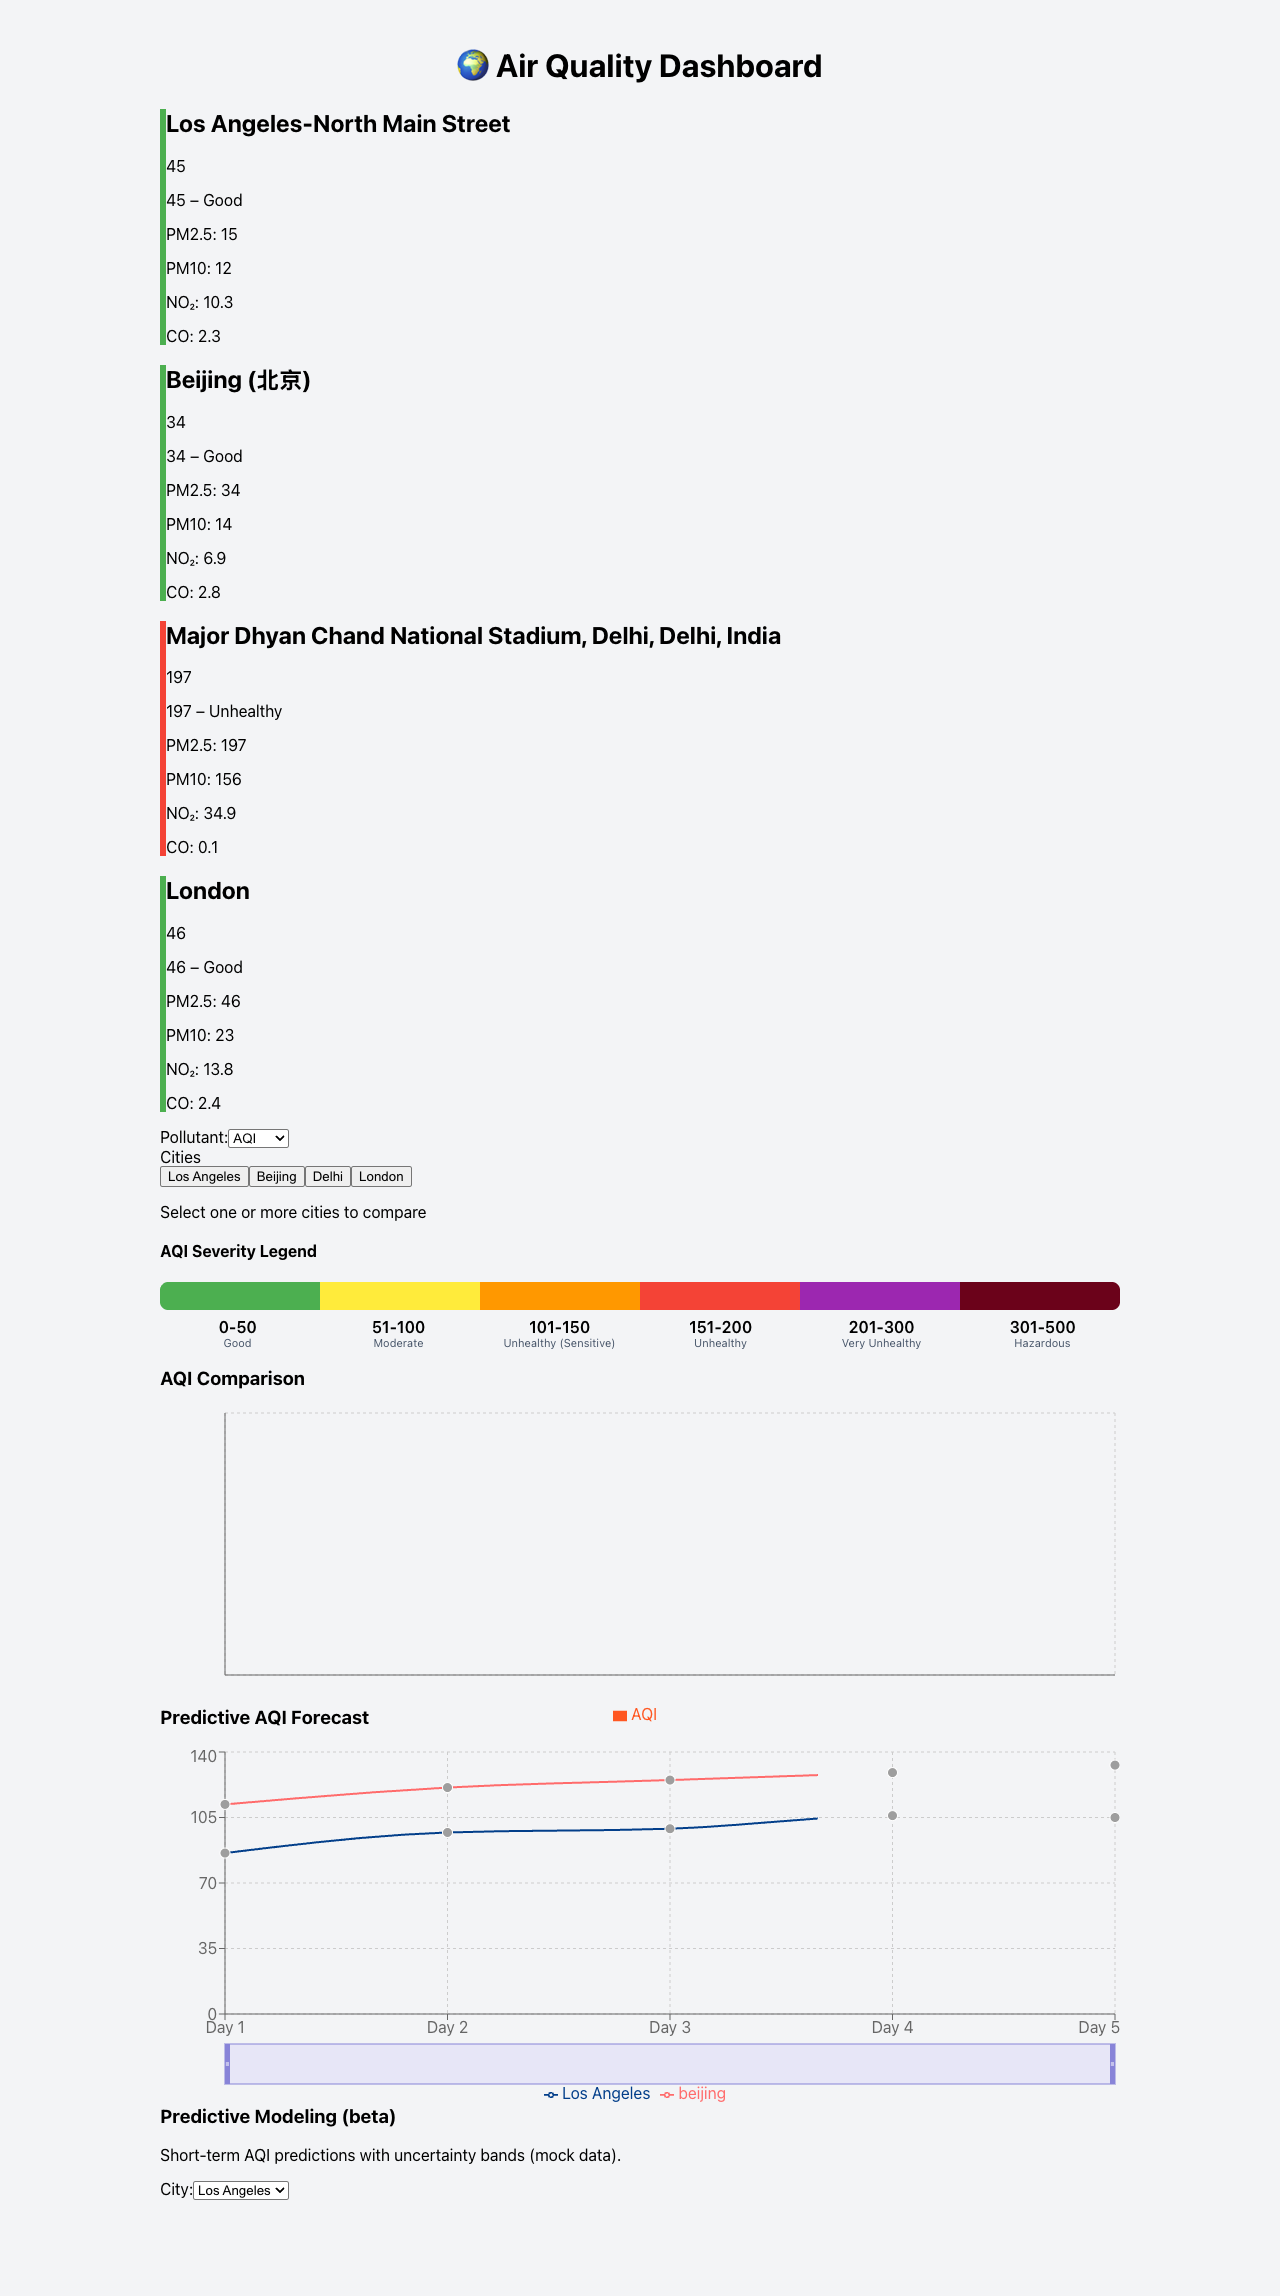 🌍 Air Quality Dashboard
Los Angeles-North Main Street
45
45 – Good
PM2.5: 15
PM10: 12
NO₂: 10.3
CO: 2.3
Beijing (北京)
34
34 – Good
PM2.5: 34
PM10: 14
NO₂: 6.9
CO: 2.8
Major Dhyan Chand National Stadium, Delhi, Delhi, India
197
197 – Unhealthy
PM2.5: 197
PM10: 156
NO₂: 34.9
CO: 0.1
London
46
46 – Good
PM2.5: 46
PM10: 23
NO₂: 13.8
CO: 2.4
Pollutant: AQI
Cities
Los Angeles Beijing Delhi London
Select one or more cities to compare
AQI Severity Legend
0-50 51-100 101-150 151-200 201-300 301-500
Good Moderate Unhealthy (Sensitive) Unhealthy Very Unhealthy Hazardous
AQI Comparison
AQI
Predictive AQI Forecast
140
105
70
35
0
Day 1 Day 2 Day 3 Day 4 Day 5
Los Angeles beijing
Predictive Modeling (beta)
Short-term AQI predictions with uncertainty bands (mock data).
City: Los Angeles